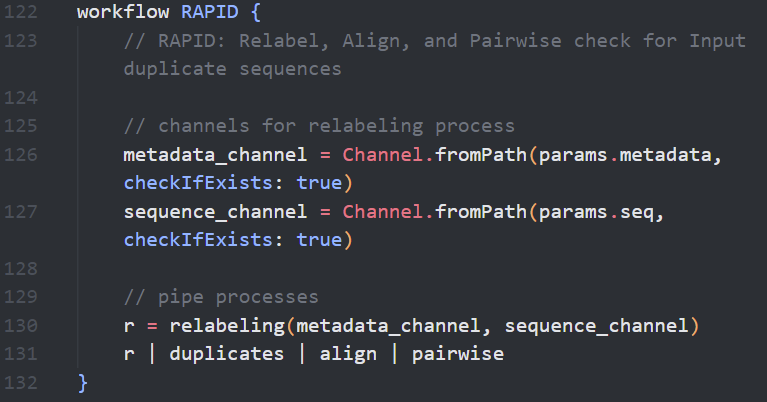 122 workflow RAPID {
123 // RAPID: Relabel, Align, and Pairwise check for Input
duplicate sequences
124
125 // channels for relabeling process
126 metadata_channel = Channel.fromPath(params.metadata,
checkIfExists: true)
127 sequence_channel = Channel.fromPath(params.seq,
checkIfExists: true)
128
129 // pipe processes
130 r = relabeling(metadata_channel, sequence_channel)
131 r | duplicates | align | pairwise
132 }